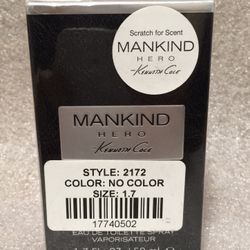 Scratch for Scent
MANKIND
HERO
Kenneth Cole
MANKIND
HERO
Kenneth Cole
STYLE: 2172
COLOR: NO COLOR
SIZE: 1.7
17740502
EAU DE TOILETTE SPRAY
VAPORISATEUR